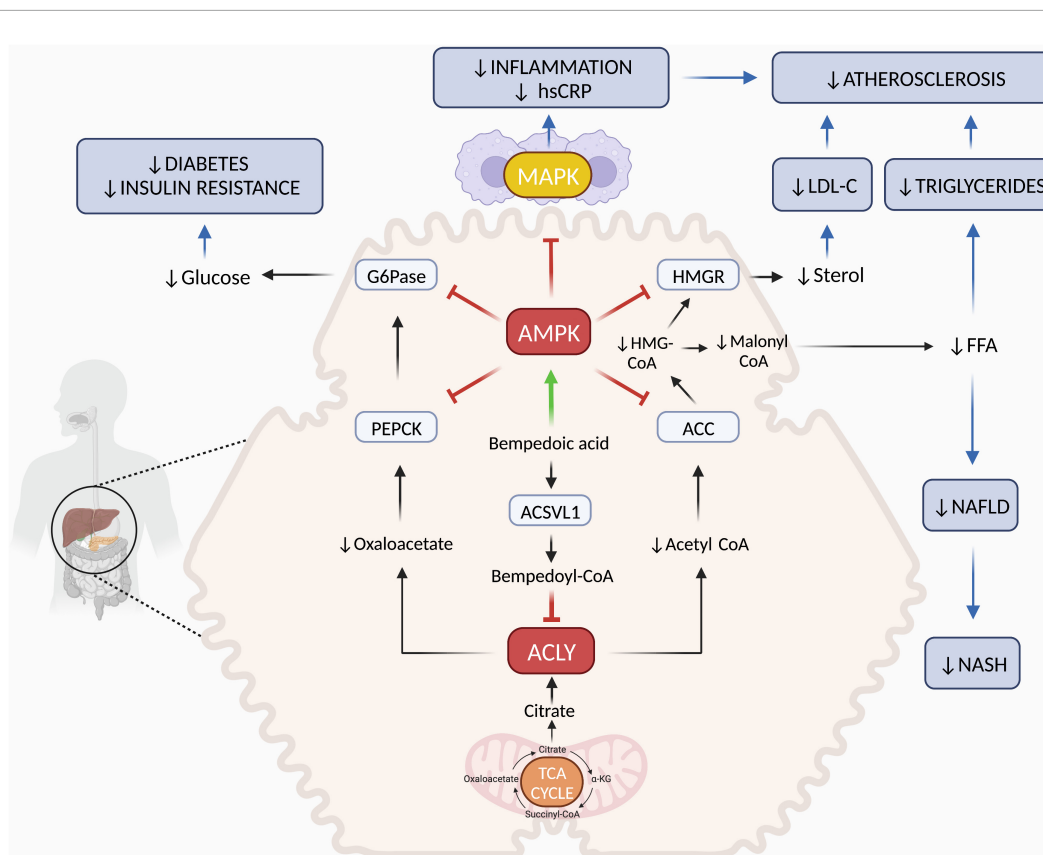 ↓INFLAMMATION
↓ hsCRP
↓ATHEROSCLEROSIS
↓DIABETES
↓INSULIN RESISTANCE
MAPK
↓LDL-C
↓TRIGLYCERIDES
↓Glucose
G6Pase
HMGR
↓Sterol
AMPK
↓HMG-
CoA
↓Malonyl
CoA
↓FFA
PEPCK
ACC
Bempedoic acid
ACSVL1
↓NAFLD
↓Oxaloacetate
↓Acetyl CoA
Bempedoyl-CoA
ACLY
↓NASH
Citrate
Citrate
Oxaloacetate
TCA
CYCLE
α-KG
Succinyl-CoA